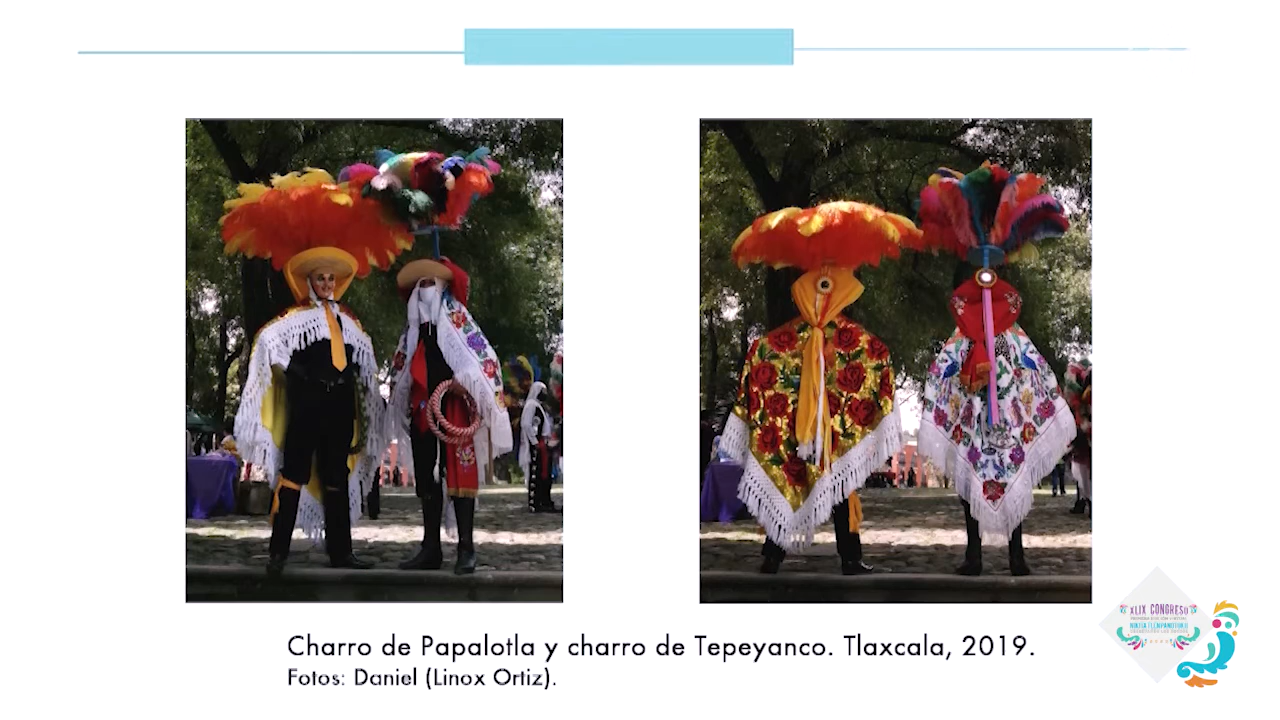 Charro de Papalotla y charro de Tepeyanco. Tlaxcala, 2019.
Fotos: Daniel (Linox Ortiz).
XLIX CONGRESO